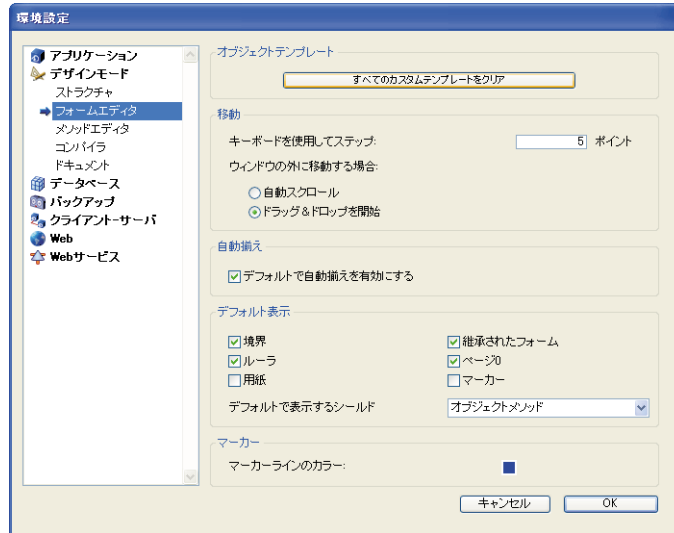 環境設定
アプリケーション
デザインモード
ストラクチャ
フォームエディタ
メソッドエディタ
コンパイラ
ドキュメント
データベース
バックアップ
クライアント-サーバ
Web
Webサービス
オブジェクトテンプレート
すべてのカスタムテンプレートをクリア
移動
キーボードを使用してステップ: 5 ポイント
ウィンドウの外に移動する場合:
自動スクロール
ドラッグ&ドロップを開始
自動揃え
デフォルトで自動揃えを有効にする
デフォルト表示
境界 継承されたフォーム
ルーラ ページ0
用紙 マーカー
デフォルトで表示するシールド オブジェクトメソッド
マーカー
マーカーラインのカラー:
キャンセル OK